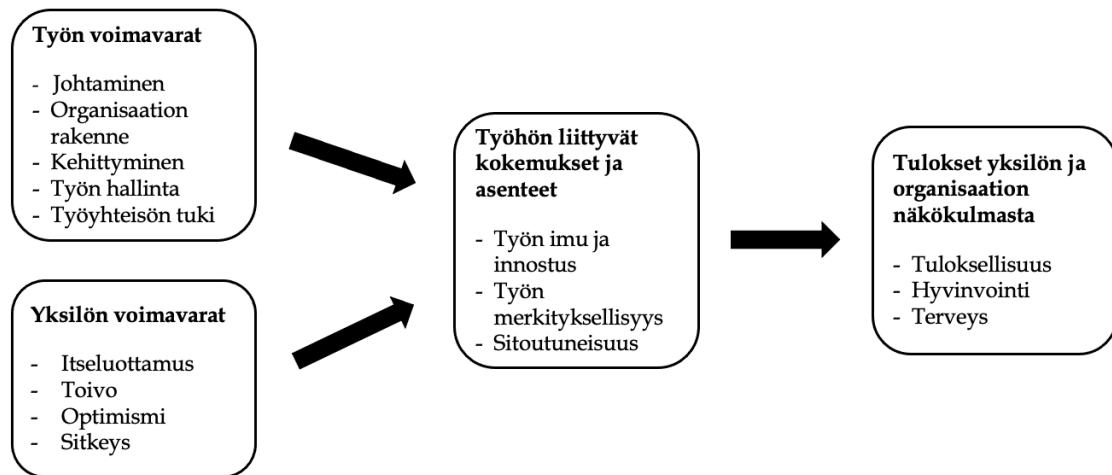 Työn voimavarat
- Johtaminen
- Organisaation
rakenne
- Kehittyminen
- Työn hallinta
- Työyhteisön tuki
Yksilön voimavarat
- Itseluottamus
- Toivo
- Optimismi
- Sitkeys
Työhön liittyvät
kokemukset ja
asenteet
- Työn imu ja
innostus
- Työn
merkityksellisyys
- Sitoutuneisuus
Tulokset yksilön ja
organisaation
näkökulmasta
- Tuloksellisuus
- Hyvinvointi
- Terveys